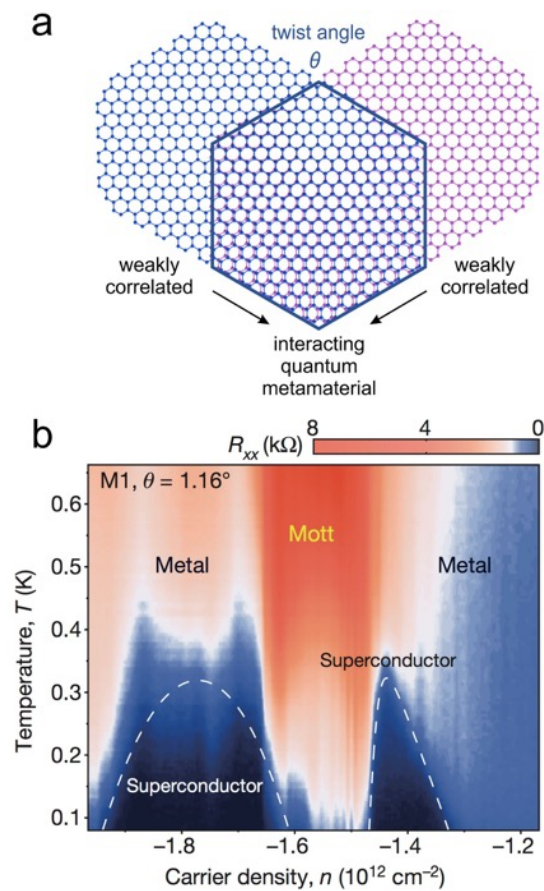 a
twist angle
θ
weakly
correlated
weakly
correlated
interacting
quantum
metamaterial
b
8
4
0
R_xx (kΩ)
M1, θ = 1.16°
Mott
Metal
Metal
Superconductor
Superconductor
0.6
0.5
0.4
0.3
0.2
0.1
Temperature, T (K)
−1.8
−1.6
−1.4
−1.2
Carrier density, n (10¹² cm⁻²)